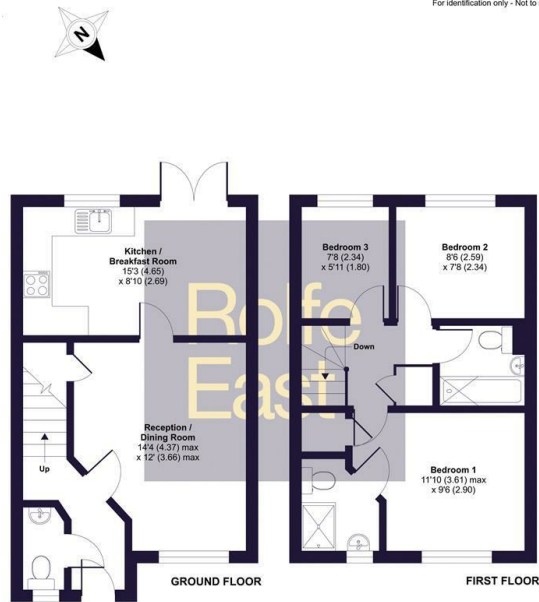 For identification only - Not to
N
Kitchen /
Breakfast Room
15'3 (4.65)
x 8'10 (2.69)
Bedroom 3
7'8 (2.34)
x 5'11 (1.80)
Bedroom 2
8'6 (2.59)
x 7'8 (2.34)
Rolfe
East
Down
Reception /
Dining Room
14'4 (4.37) max
x 12' (3.66) max
Up
Bedroom 1
11'10 (3.61) max
x 9'6 (2.90)
GROUND FLOOR
FIRST FLOOR